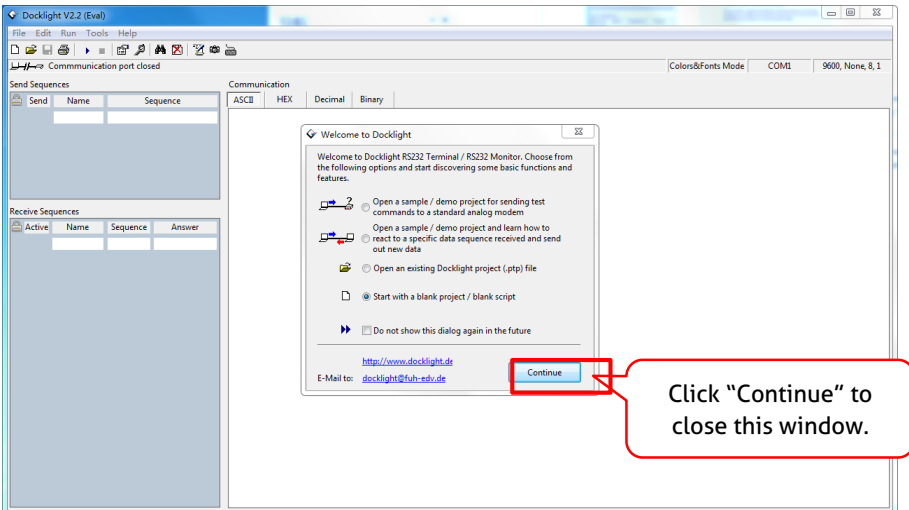 Docklight V2.2 (Eval)
File Edit Run Tools Help
Commmunication port closed
Colors&Fonts Mode COM1 9600, None, 8, 1
Send Sequences
Send Name Sequence
Receive Sequences
Active Name Sequence Answer
Communication
ASCII HEX Decimal Binary
Welcome to Docklight
Welcome to Docklight RS232 Terminal / RS232 Monitor. Choose from
the following options and start discovering some basic functions and
features.
Open a sample / demo project for sending test
commands to a standard analog modem
Open a sample / demo project and learn how to
react to a specific data sequence received and send
out new data
Open an existing Docklight project (.ptp) file
Start with a blank project / blank script
Do not show this dialog again in the future
http://www.docklight.de
E-Mail to: docklight@fuh-edv.de
Continue
Click “Continue” to
close this window.